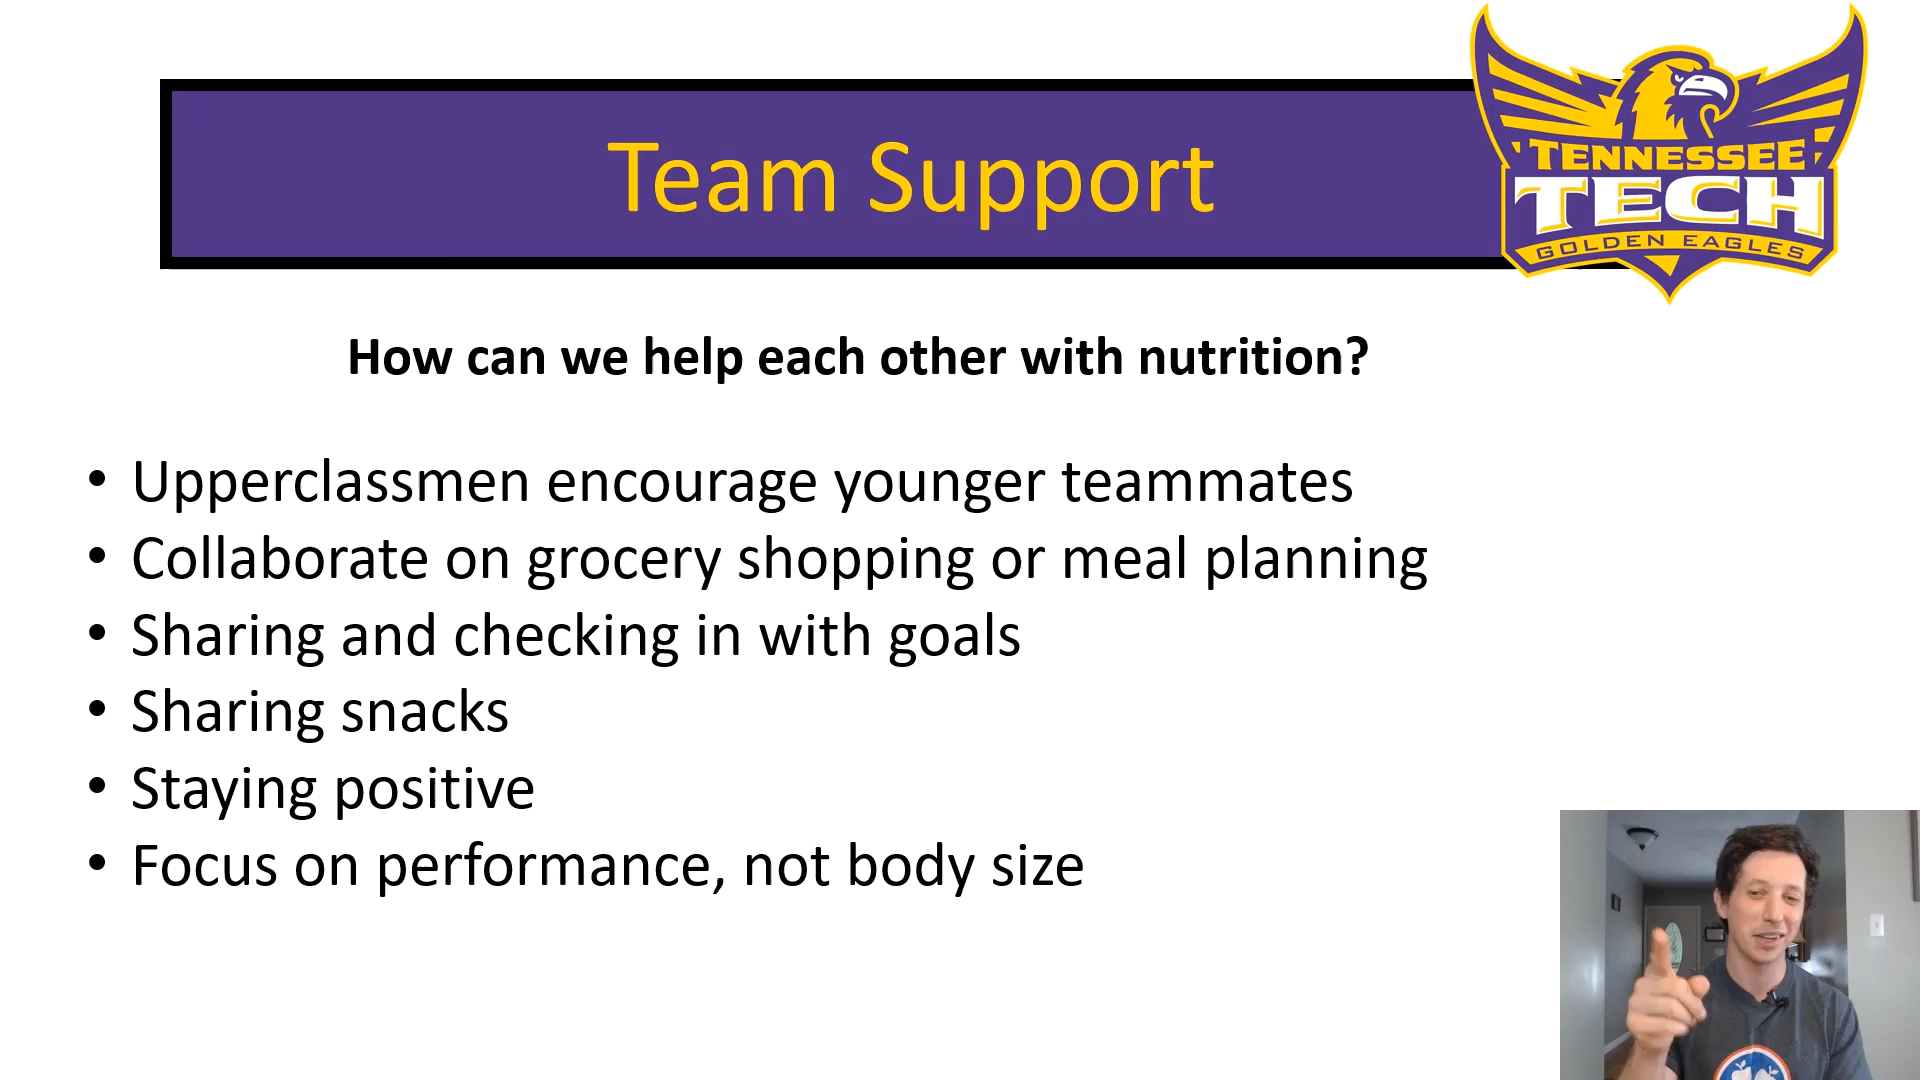 Team Support
TENNESSEE
TECH
GOLDEN EAGLES
How can we help each other with nutrition?
• Upperclassmen encourage younger teammates
• Collaborate on grocery shopping or meal planning
• Sharing and checking in with goals
• Sharing snacks
• Staying positive
• Focus on performance, not body size